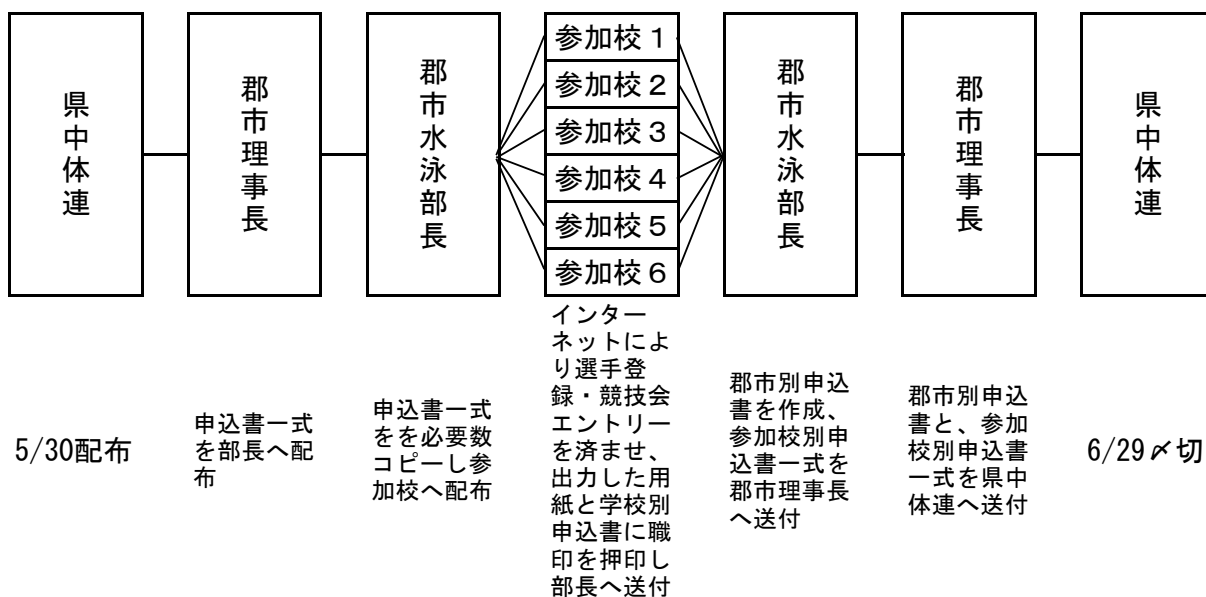 県中体連
郡市理事長
郡市水泳部長
参加校１
参加校２
参加校３
参加校４
参加校５
参加校６
郡市水泳部長
郡市理事長
県中体連
5/30配布
申込書一式
を部長へ配
布
申込書一式
をを必要数
コピーし参
加校へ配布
インター
ネットによ
り選手登
録・競技会
エントリー
を済ませ、
出力した用
紙と学校別
申込書に職
印を押印し
部長へ送付
郡市別申込
書を作成、
参加校別申
込書一式を
郡市理事長
へ送付
郡市別申込
書と、参加
校別申込書
一式を県中
体連へ送付
6/29〆切